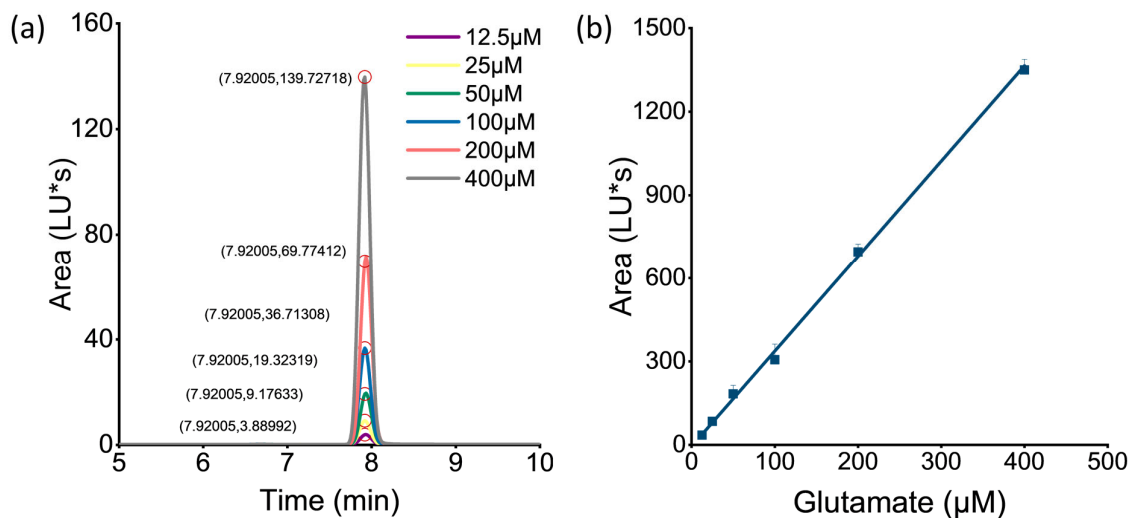 (a)
160
120
80
40
0
Area (LU*s)
5 6 7 8 9 10
Time (min)
(7.92005,139.72718)
(7.92005,69.77412)
(7.92005,36.71308)
(7.92005,19.32319)
(7.92005,9.17633)
(7.92005,3.88992)
12.5μM
25μM
50μM
100μM
200μM
400μM
(b)
1500
1200
900
600
300
0
Area (LU*s)
0 100 200 300 400 500
Glutamate (μM)